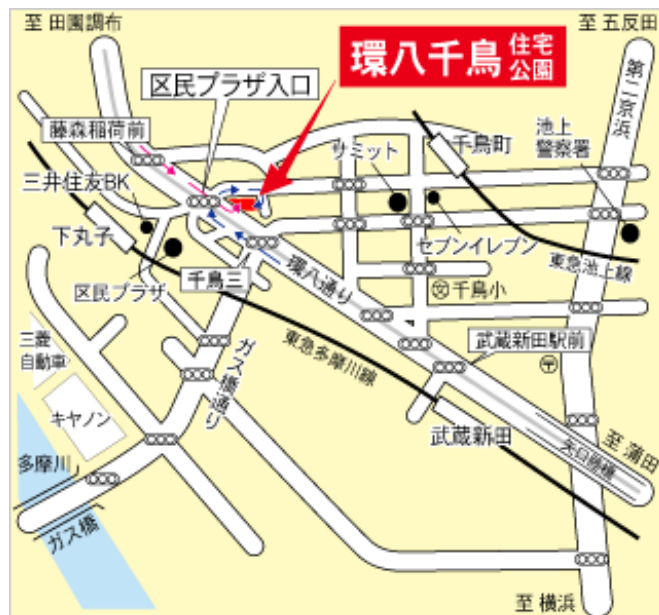 至 田園調布
至 五反田
環八千鳥
住宅
公園
区民プラザ入口
第二京浜
藤森稲荷前
サミット
千鳥町
池上
警察署
三井住友BK
下丸子
セブンイレブン
東急池上線
区民プラザ
千鳥三
環八通り
文
千鳥小
三菱
自動車
ガス橋通り
東急多摩川線
武蔵新田駅前
〒
キヤノン
武蔵新田
至 蒲田
多摩川
ガス橋
至 横浜